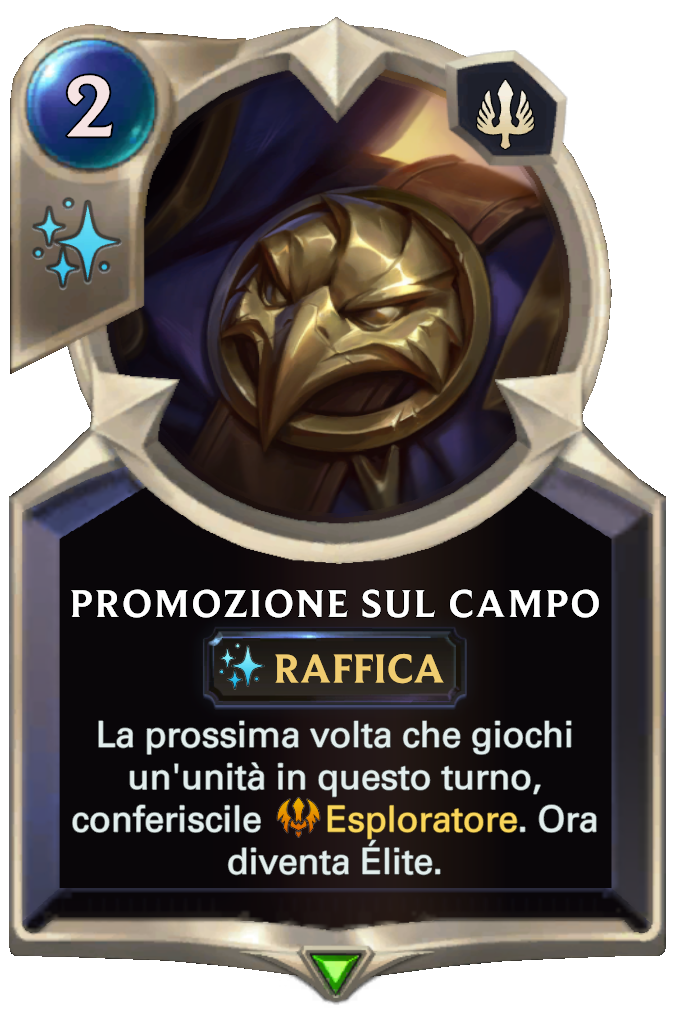 2
PROMOZIONE SUL CAMPO
RAFFICA
La prossima volta che giochi
un'unità in questo turno,
conferiscile Esploratore. Ora
diventa Élite.